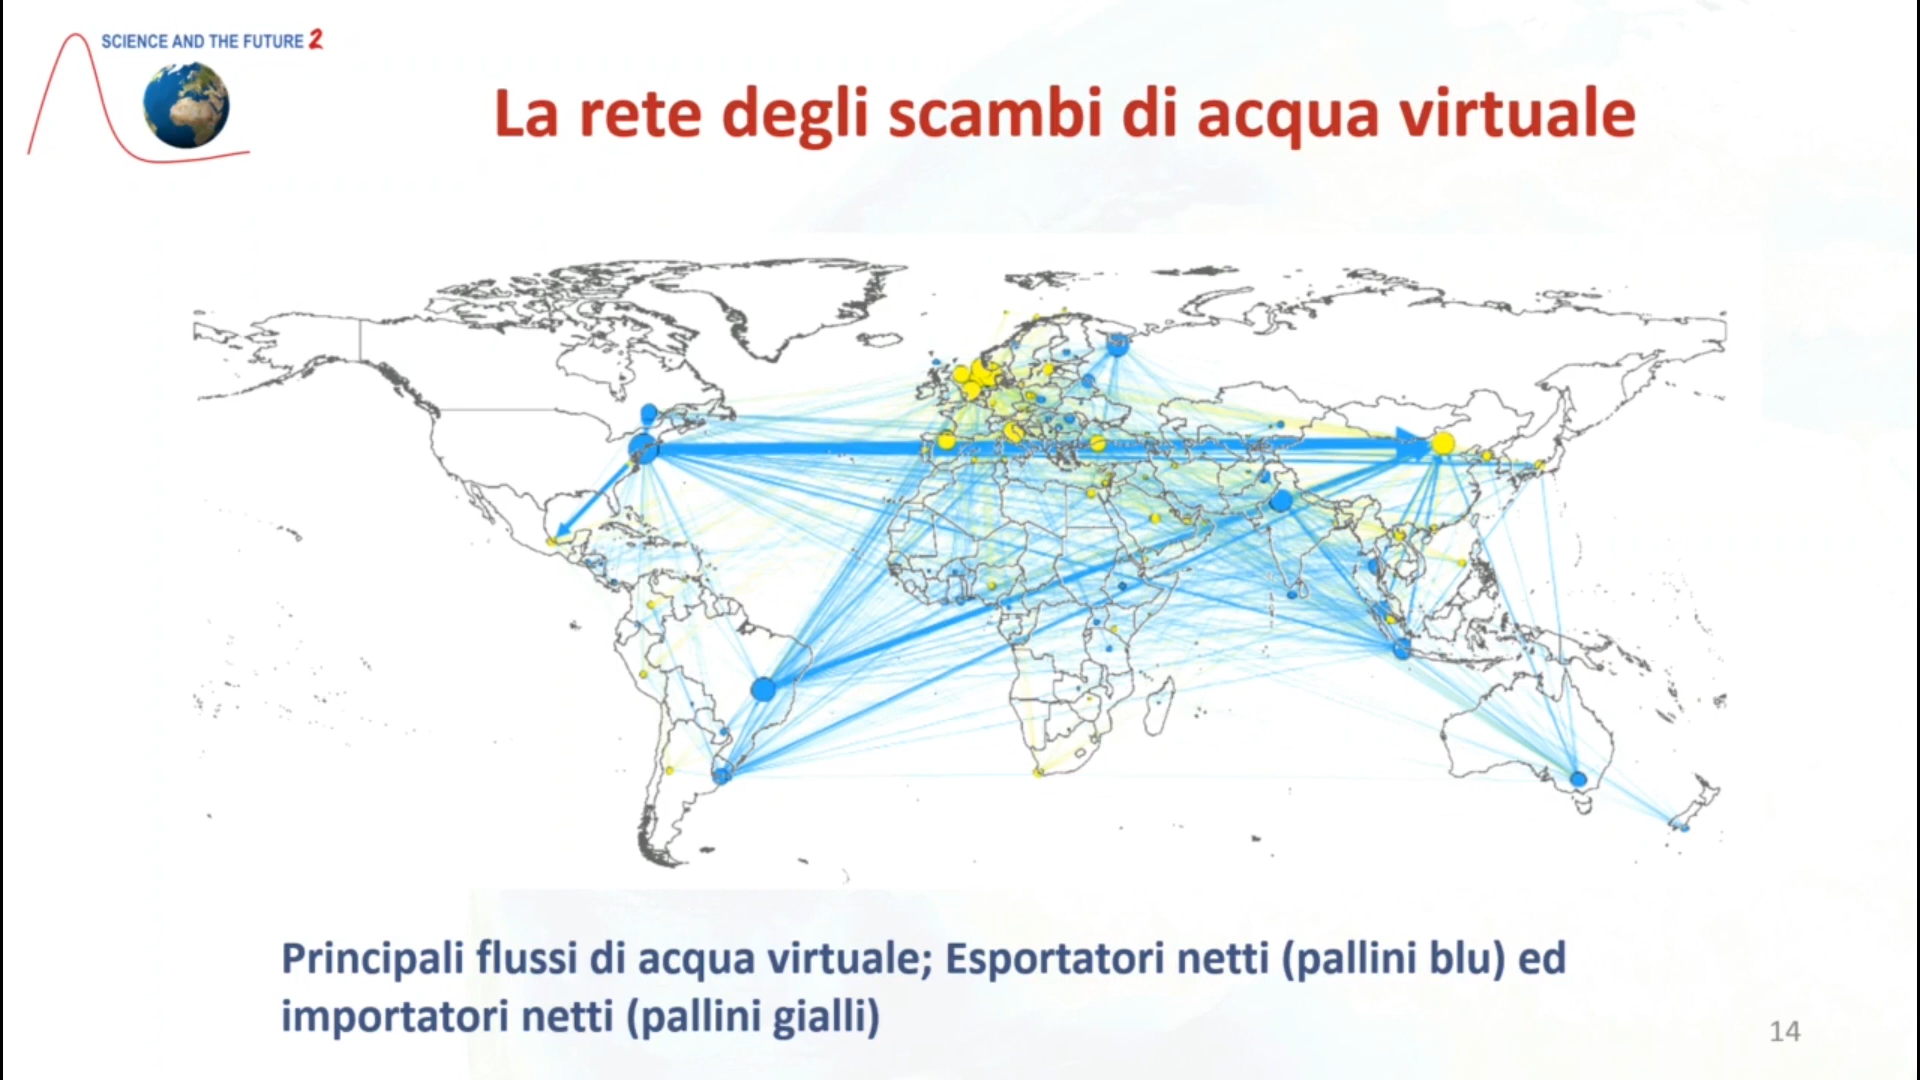 SCIENCE AND THE FUTURE 2
La rete degli scambi di acqua virtuale
Principali flussi di acqua virtuale; Esportatori netti (pallini blu) ed
importatori netti (pallini gialli)
14